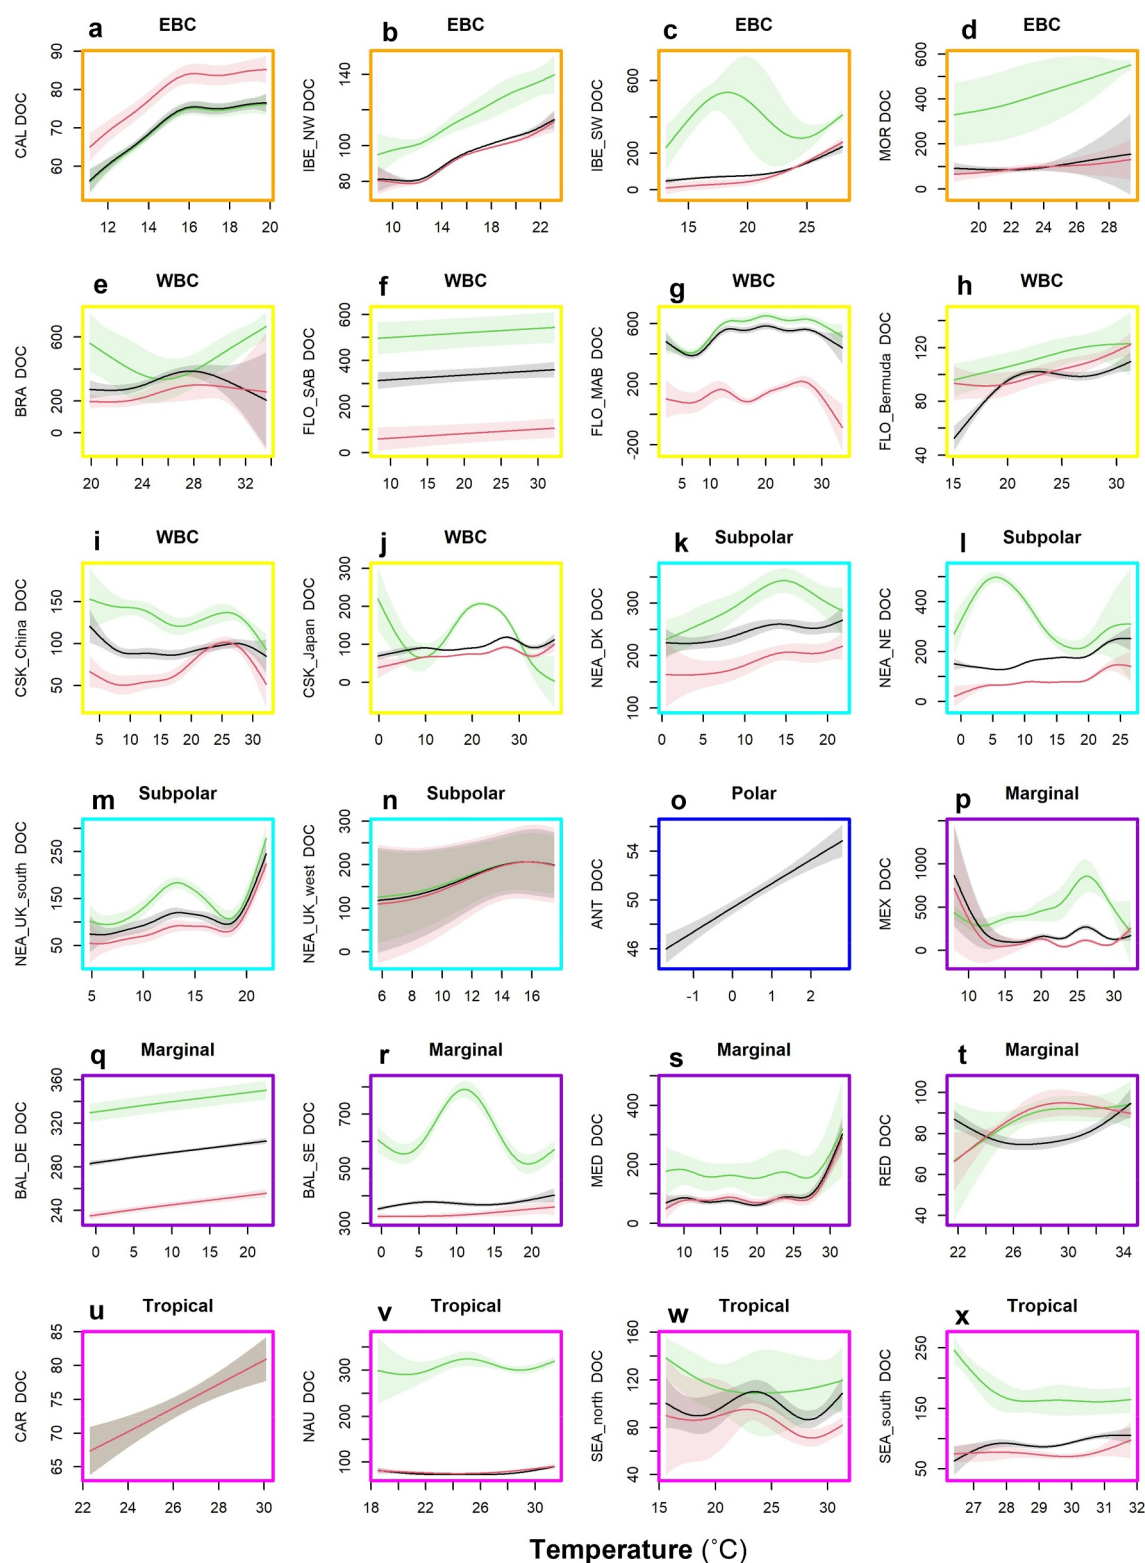 a EBC
b EBC
c EBC
d EBC
CAL DOC
90
80
70
60
12 14 16 18 20
IBE_NW DOC
140
120
100
80
10 14 18 22
IBE_SW DOC
600
400
200
0
15 20 25
MOR DOC
600
400
200
100
0
20 22 24 26 28
e WBC
f WBC
g WBC
h WBC
BRA DOC
600
400
200
0
20 24 28 32
FLO_SAB DOC
600
400
300
200
100
0
10 15 20 25 30
FLO_MAB DOC
600
400
200
-200
5 10 20 30
FLO_Bermuda DOC
120
100
80
40
15 20 25 30
i WBC
j WBC
k Subpolar
l Subpolar
CSK_China DOC
150
100
50
5 10 15 20 25 30
CSK_Japan DOC
300
200
100
0
0 10 20 30
NEA_DK DOC
300
200
100
0 5 10 15 20
NEA_NE DOC
400
200
100
0
0 5 10 15 20 25
m Subpolar
n Subpolar
o Polar
p Marginal
NEA_UK_south DOC
250
150
100
50
5 10 15 20
NEA_UK_west DOC
300
200
100
0
6 8 10 12 14 16
ANT DOC
54
50
46
-1 0 1 2
MEX DOC
1000
500
0
10 15 20 25 30
q Marginal
r Marginal
s Marginal
t Marginal
BAL_DE DOC
360
320
280
240
0 5 10 15 20
BAL_SE DOC
700
500
300
0 5 10 15 20
MED DOC
400
200
100
0
10 15 20 25 30
RED DOC
100
80
60
40
22 26 30 34
u Tropical
v Tropical
w Tropical
x Tropical
CAR DOC
85
80
75
70
65
22 24 26 28 30
NAU DOC
300
200
100
18 22 26 30
SEA_north DOC
160
120
100
80
40
15 20 25 30
SEA_south DOC
250
150
50
27 28 29 30 31 32
Temperature (˚C)